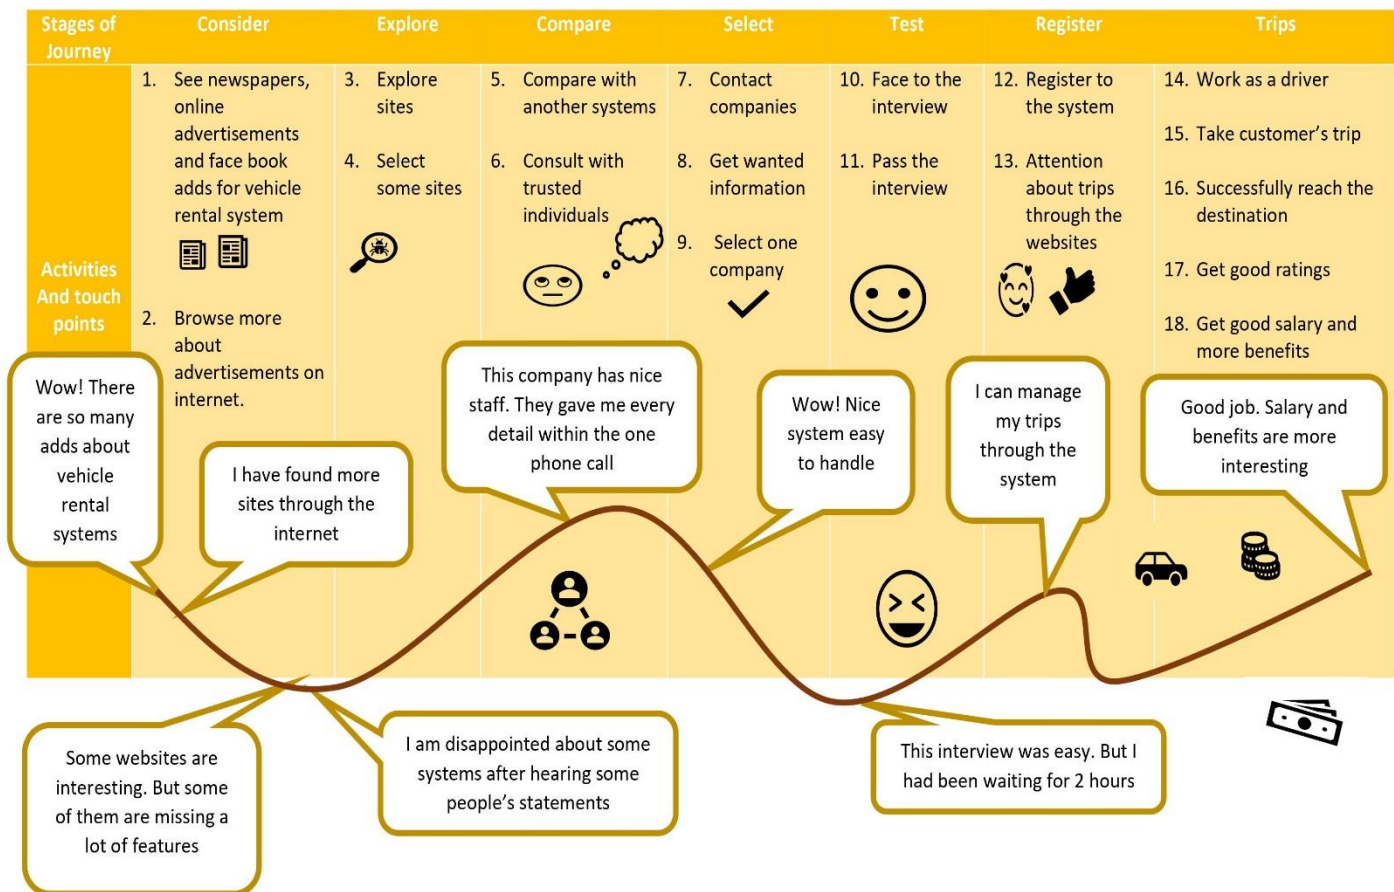 Stages of
Journey
Consider
Explore
Compare
Select
Test
Register
Trips
Activities
And touch
points
1. See newspapers,
online
advertisements
and face book
adds for vehicle
rental system
2. Browse more
about
advertisements on
internet.
3. Explore
sites
4. Select
some sites
5. Compare with
another systems
6. Consult with
trusted
individuals
7. Contact
companies
8. Get wanted
information
9. Select one
company
10. Face to the
interview
11. Pass the
interview
12. Register to
the system
13. Attention
about trips
through the
websites
14. Work as a driver
15. Take customer's trip
16. Successfully reach the
destination
17. Get good ratings
18. Get good salary and
more benefits
Wow! There
are so many
adds about
vehicle
rental
systems
I have found more
sites through the
internet
This company has nice
staff. They gave me every
detail within the one
phone call
Wow! Nice
system easy
to handle
I can manage
my trips
through the
system
Good job. Salary and
benefits are more
interesting
Some websites are
interesting. But some
of them are missing a
lot of features
I am disappointed about some
systems after hearing some
people's statements
This interview was easy. But I
had been waiting for 2 hours